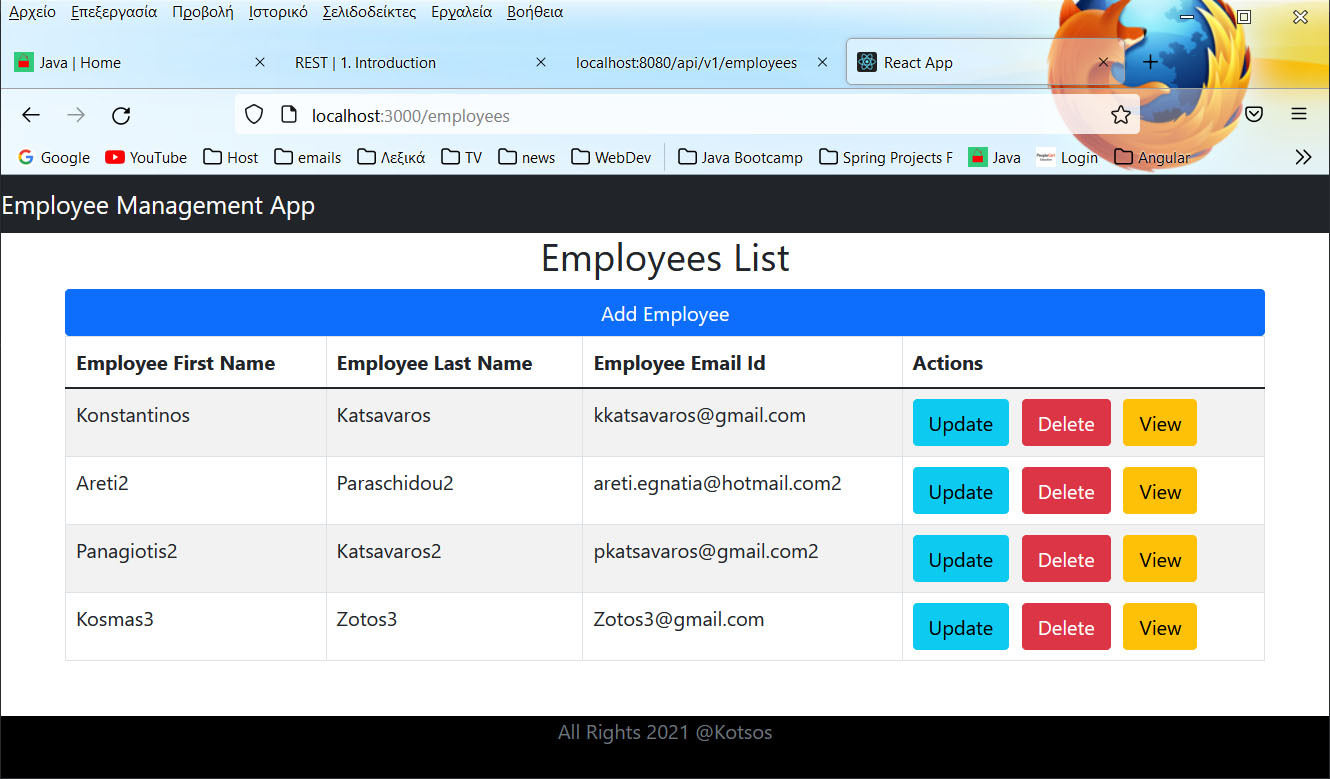 Αρχείο Επεξεργασία Προβολή Ιστορικό Σελιδοδείκτες Εργαλεία Βοήθεια
Java | Home REST | 1. Introduction localhost:8080/api/v1/employees React App
localhost:3000/employees
Google YouTube Host emails Λεξικά TV news WebDev Java Bootcamp Spring Projects F Java Login Angular
Employee Management App
Employees List
Add Employee
Employee First Name Employee Last Name Employee Email Id Actions
Konstantinos Katsavaros kkatsavaros@gmail.com Update Delete View
Areti2 Paraschidou2 areti.egnatia@hotmail.com2 Update Delete View
Panagiotis2 Katsavaros2 pkatsavaros@gmail.com2 Update Delete View
Kosmas3 Zotos3 Zotos3@gmail.com Update Delete View
All Rights 2021 @Kotsos